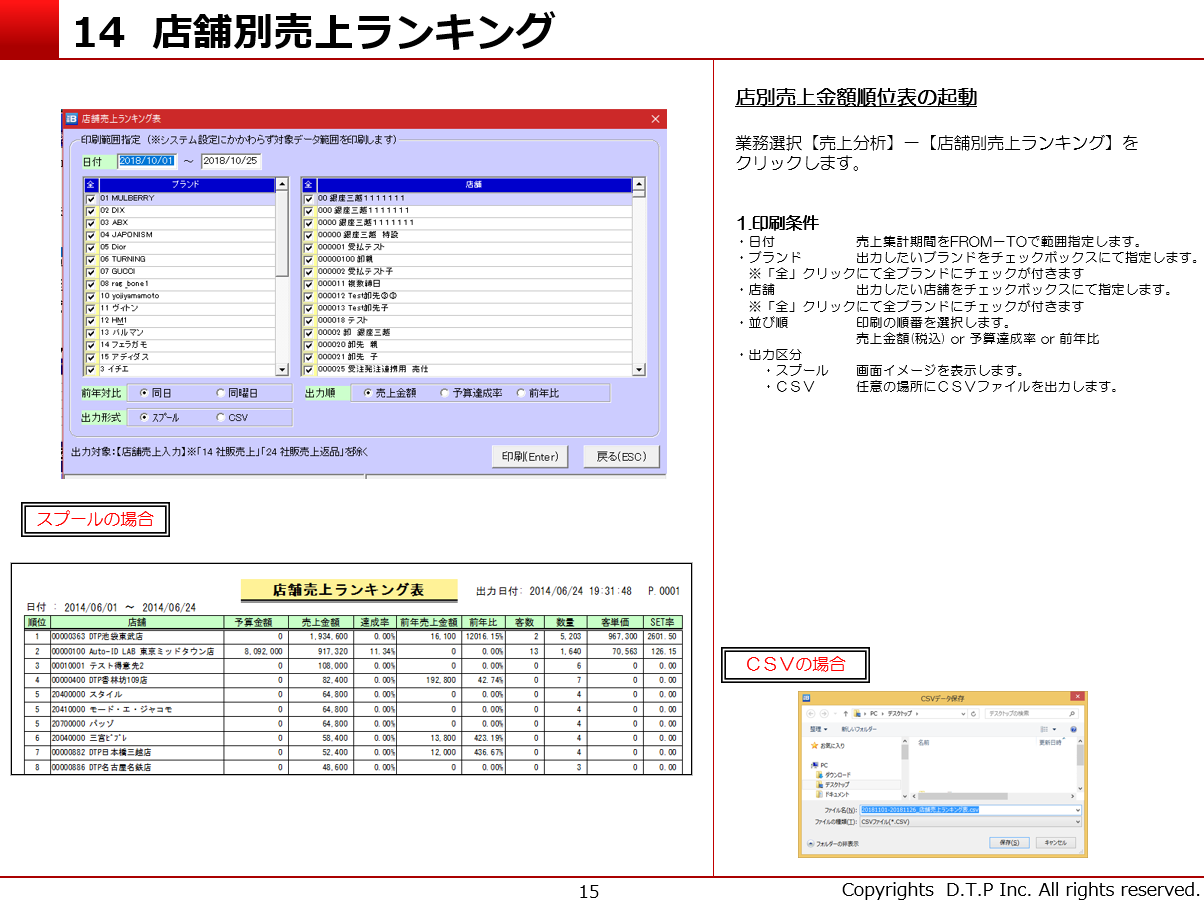 14 店舗別売上ランキング
店舗売上ランキング表
印刷範囲指定（※システム設定にかかわらず対象データ範囲を印刷します）
日付 2018/10/01 ～ 2018/10/25
全 ブランド
01 MULBERRY
02 DIX
03 ABX
04 JAPONISM
05 Dior
06 TURNING
07 GUCCI
08 rag_bone1
10 yojiyamamoto
11 ヴィトン
12 HM1
13 バルマン
14 フェラガモ
15 アディダス
3 イチエ
全 店舗
00 銀座三越1111111
000 銀座三越1111111
0000 銀座三越1111111
00000 銀座三越 特設
000001 受払テスト
00000100 卸親
000002 受払テスト子
000011 複数締日
000012 Test卸先②②
000013 Test卸先子
000018 テスト
00002 卸 銀座三越
000020 卸先 親
000021 卸先 子
000025 受注発注連携用 売仕
前年対比 同日 同曜日
出力順 売上金額 予算達成率 前年比
出力形式 スプール CSV
出力対象：【店舗売上入力】※「14 社販売上」「24 社販売上返品」を除く
印刷(Enter) 戻る(ESC)
スプールの場合
店舗売上ランキング表 出力日付: 2014/06/24 19:31:48 P.0001
日付 : 2014/06/01 ～ 2014/06/24
順位 店舗 予算金額 売上金額 達成率 前年売上金額 前年比 客数 数量 客単価 SET率
1 00000363 DTP池袋東武店 0 1,934,600 0.00% 16,100 12016.15% 2 5,203 967,300 2601.50
2 00000100 Auto-ID LAB 東京ミッドタウン店 8,092,000 917,320 11.34% 0 0.00% 13 1,640 70,563 126.15
3 00010001 テスト得意先2 0 108,000 0.00% 0 0.00% 0 6 0 0.00
4 00000400 DTP香林坊109店 0 82,400 0.00% 192,800 42.74% 0 7 0 0.00
5 20400000 スタイル 0 64,800 0.00% 0 0.00% 0 4 0 0.00
5 20410000 モード・エ・ジャコモ 0 64,800 0.00% 0 0.00% 0 4 0 0.00
5 20700000 パッゾ 0 64,800 0.00% 0 0.00% 0 4 0 0.00
6 20040000 三宮ビブレ 0 58,400 0.00% 13,800 423.19% 0 4 0 0.00
7 00000882 DTP日本橋三越店 0 52,400 0.00% 12,000 436.67% 0 4 0 0.00
8 00000886 DTP名古屋名鉄店 0 48,600 0.00% 0 0.00% 0 3 0 0.00
店別売上金額順位表の起動
業務選択【売上分析】－【店舗別売上ランキング】を
クリックします。
１.印刷条件
・日付 売上集計期間をFROM－TOで範囲指定します。
・ブランド 出力したいブランドをチェックボックスにて指定します。
※「全」クリックにて全ブランドにチェックが付きます
・店舗 出力したい店舗をチェックボックスにて指定します。
※「全」クリックにて全ブランドにチェックが付きます
・並び順 印刷の順番を選択します。
売上金額(税込) or 予算達成率 or 前年比
・出力区分
・スプール 画面イメージを表示します。
・ＣＳＶ 任意の場所にＣＳＶファイルを出力します。
ＣＳＶの場合
CSVデータ保存
PC › デスクトップ › デスクトップの検索
整理 新しいフォルダー
お気に入り
PC
ダウンロード
デスクトップ
ドキュメント
名前 更新日時
ファイル名(N): 20181101-20181126_店舗売上ランキング表.csv
ファイルの種類(T): CSVファイル(*.CSV)
フォルダーの非表示 保存(S) キャンセル
15
Copyrights D.T.P Inc. All rights reserved.